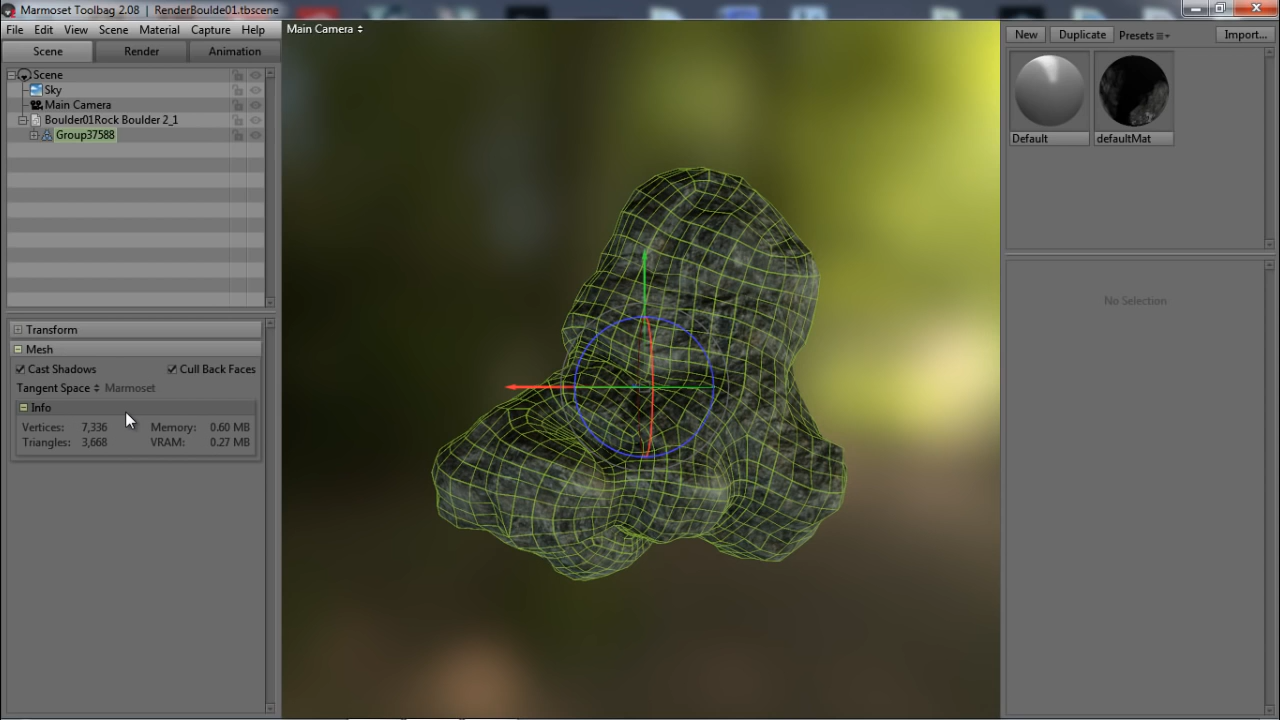 Marmoset Toolbag 2.08 | RenderBoulde01.tbscene
File Edit View Scene Material Capture Help
Main Camera
New Duplicate Presets Import...
Scene Render Animation
Scene
Sky
Main Camera
Boulder01Rock Boulder 2_1
Group37588
Default defaultMat
No Selection
Transform
Mesh
Cast Shadows Cull Back Faces
Tangent Space Marmoset
Info
Vertices: 7,336 Memory: 0.60 MB
Triangles: 3,668 VRAM: 0.27 MB